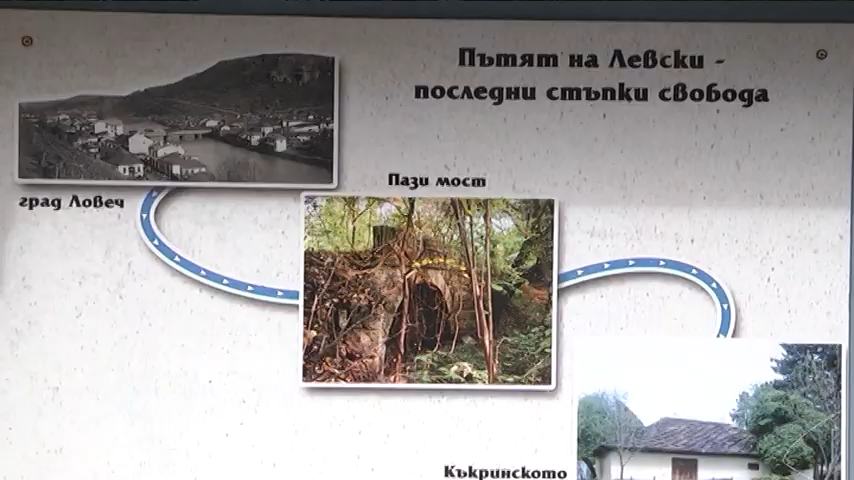 Пътят на Левски -
последни стъпки свобода
Пази мост
град Ловеч
Къкринското